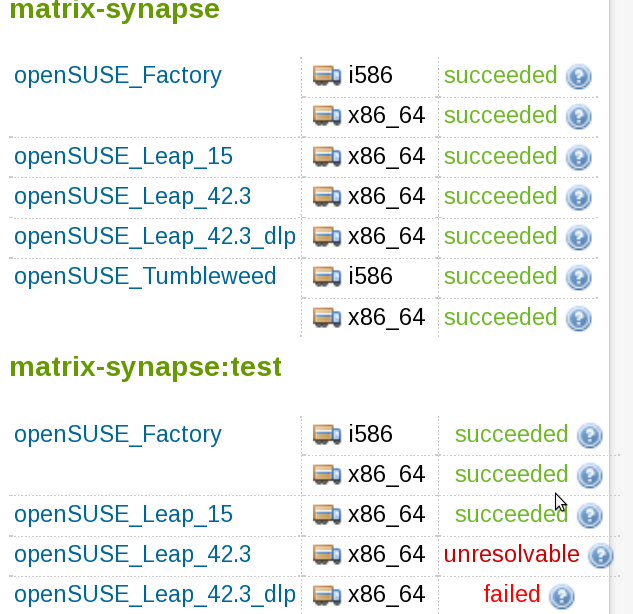 matrix-synapse
openSUSE_Factory i586 succeeded
x86_64 succeeded
openSUSE_Leap_15 x86_64 succeeded
openSUSE_Leap_42.3 x86_64 succeeded
openSUSE_Leap_42.3_dlp x86_64 succeeded
openSUSE_Tumbleweed i586 succeeded
x86_64 succeeded
matrix-synapse:test
openSUSE_Factory i586 succeeded
x86_64 succeeded
openSUSE_Leap_15 x86_64 succeeded
openSUSE_Leap_42.3 x86_64 unresolvable
openSUSE_Leap_42.3_dlp x86_64 failed